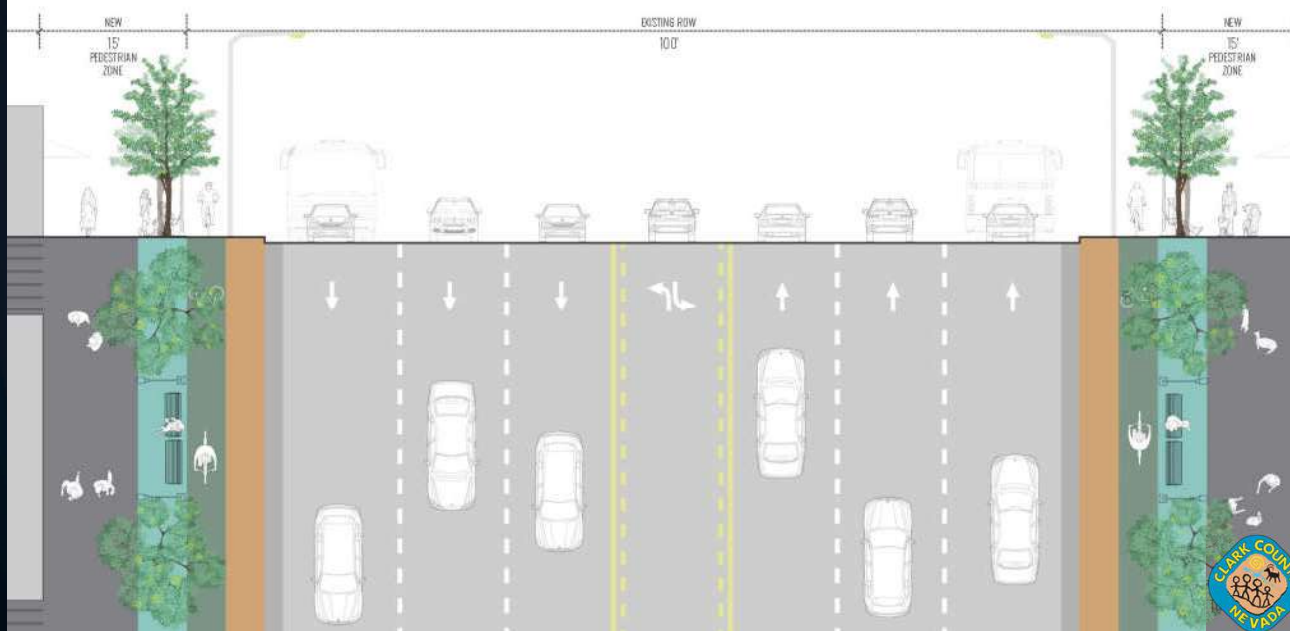 NEW
15'
PEDESTRIAN
ZONE
EXISTING ROW
100'
NEW
15'
PEDESTRIAN
ZONE
CLARK COUN
NEVADA